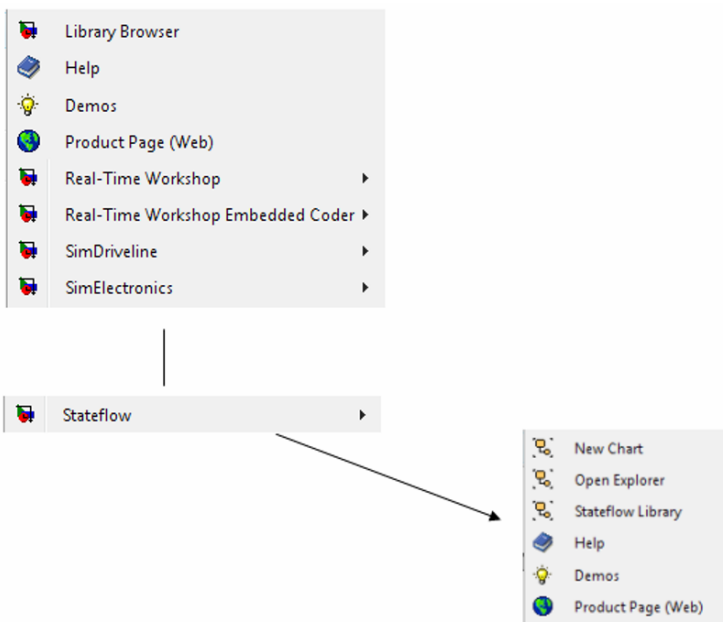 Library Browser
Help
Demos
Product Page (Web)
Real-Time Workshop
Real-Time Workshop Embedded Coder
SimDriveline
SimElectronics
Stateflow
New Chart
Open Explorer
Stateflow Library
Help
Demos
Product Page (Web)